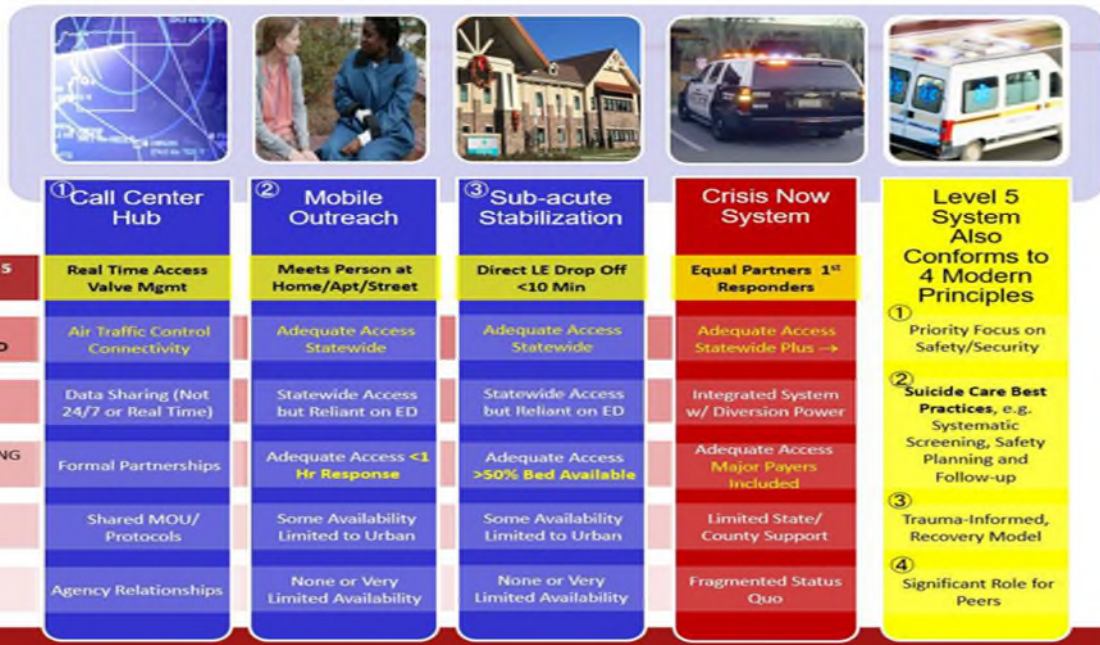 ① Call Center
Hub
Real Time Access
Valve Mgmt
Air Traffic Control
Connectivity
Data Sharing (Not
24/7 or Real Time)
Formal Partnerships
Shared MOU/
Protocols
Agency Relationships
② Mobile
Outreach
Meets Person at
Home/Apt/Street
Adequate Access
Statewide
Statewide Access
but Reliant on ED
Adequate Access <1
Hr Response
Some Availability
Limited to Urban
None or Very
Limited Availability
③ Sub-acute
Stabilization
Direct LE Drop Off
<10 Min
Adequate Access
Statewide
Statewide Access
but Reliant on ED
Adequate Access
>50% Bed Available
Some Availability
Limited to Urban
None or Very
Limited Availability
Crisis Now
System
Equal Partners 1st
Responders
Adequate Access
Statewide Plus →
Integrated System
w/ Diversion Power
Adequate Access
Major Payers
Included
Limited State/
County Support
Fragmented Status
Quo
Level 5
System
Also
Conforms to
4 Modern
Principles
①
Priority Focus on
Safety/Security
②
Suicide Care Best
Practices, e.g.
Systematic
Screening, Safety
Planning and
Follow-up
③
Trauma-Informed,
Recovery Model
④
Significant Role for
Peers